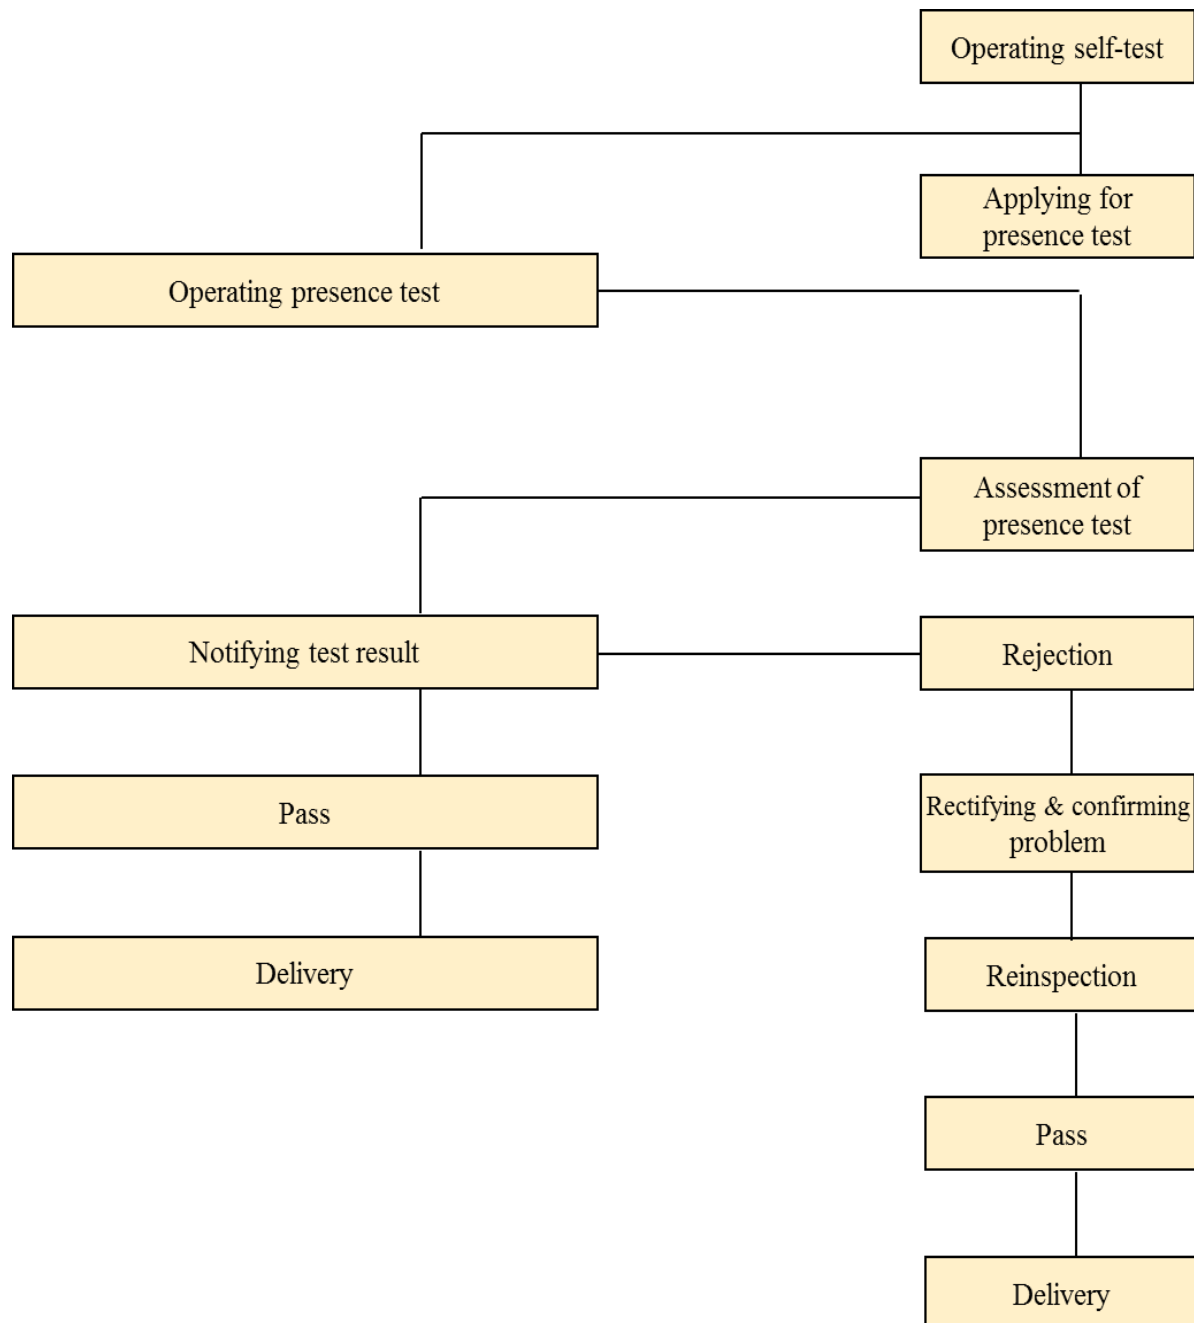 Operating self-test
Applying for
presence test
Operating presence test
Assessment of
presence test
Notifying test result
Rejection
Pass
Rectifying & confirming
problem
Delivery
Reinspection
Pass
Delivery